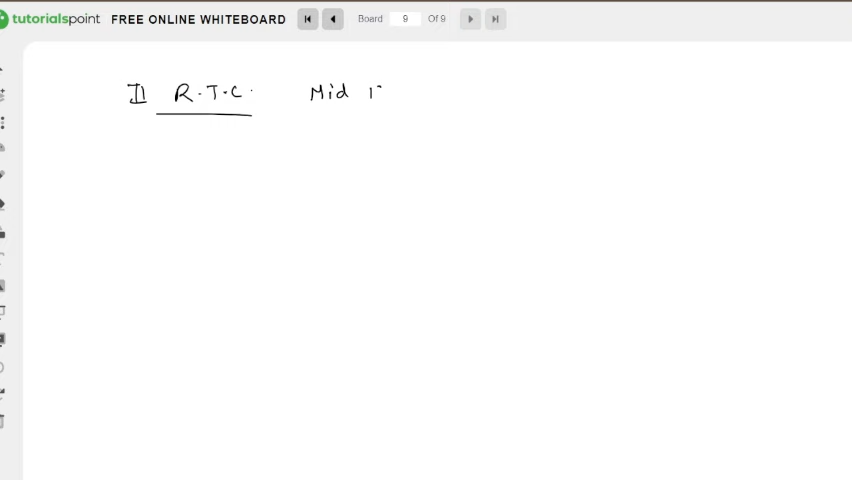 tutorialspoint FREE ONLINE WHITEBOARD Board 9 Of 9
II R.T.C. Mid